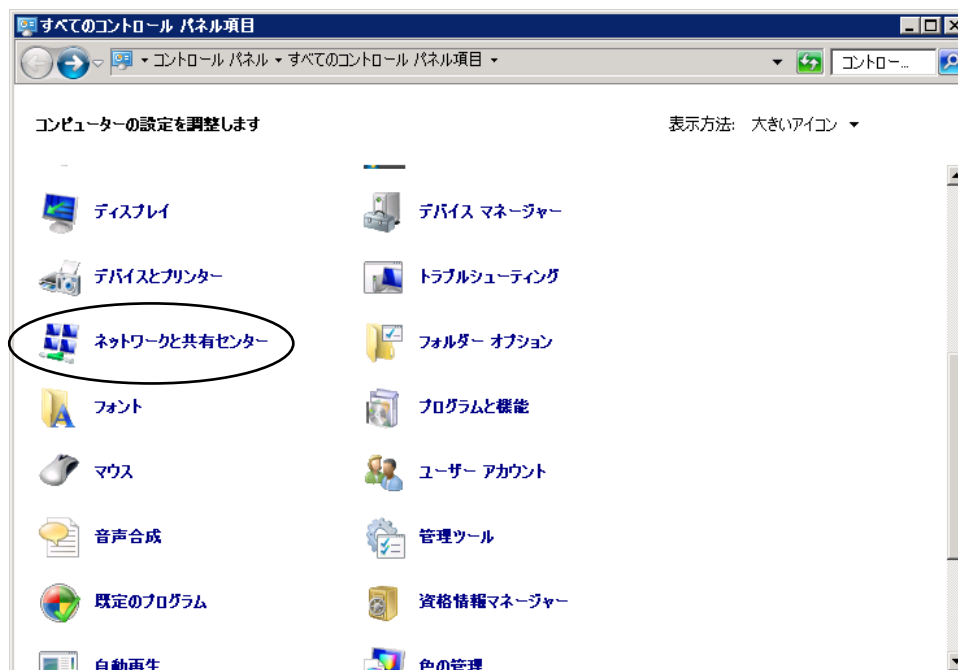 すべてのコントロール パネル項目
コントロール パネル ▾ すべてのコントロール パネル項目 ▾
コントロー...
コンピューターの設定を調整します
表示方法: 大きいアイコン ▼
ディスプレイ
デバイス マネージャー
デバイスとプリンター
トラブルシューティング
ネットワークと共有センター
フォルダー オプション
フォント
プログラムと機能
マウス
ユーザー アカウント
音声合成
管理ツール
既定のプログラム
資格情報マネージャー
自動再生
色の管理